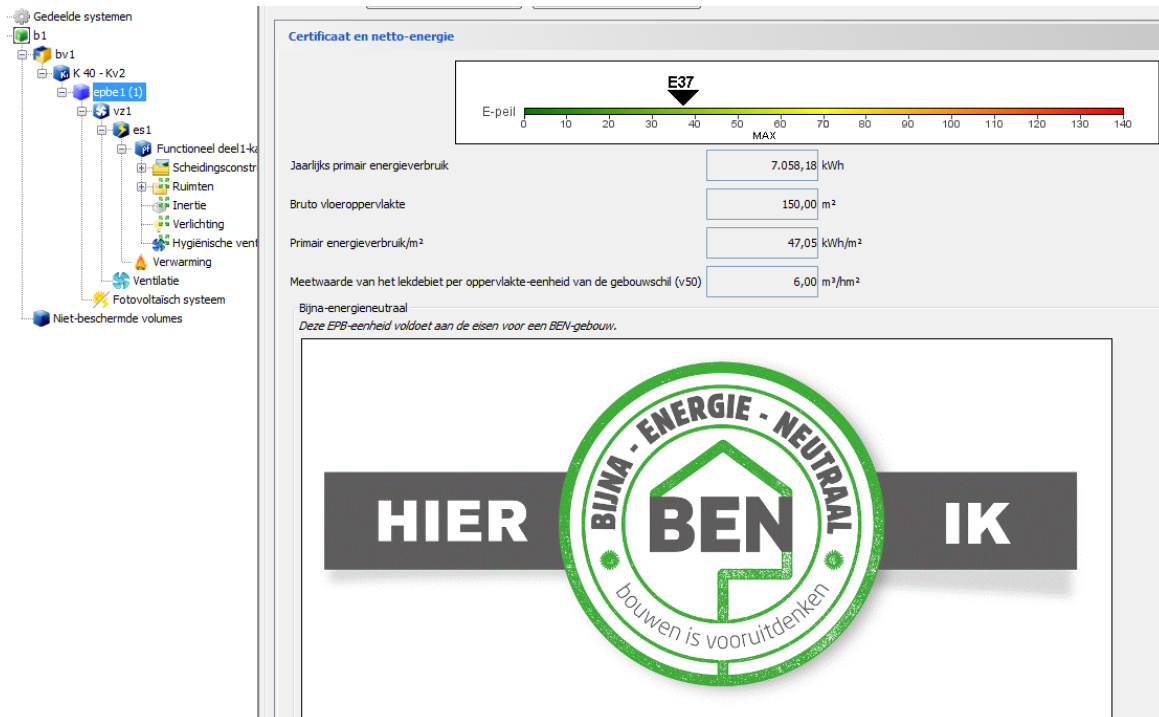 Gedeelde systemen
b1
bv1
K 40 - Kv2
epbe1 (1)
vz1
es1
Functioneel deel1-ka
Scheidingsconstr
Ruimten
Inertie
Verlichting
Hygiënische vent
Verwarming
Ventilatie
Fotovoltaïsch systeem
Niet-beschermde volumes
Certificaat en netto-energie
E37
E-peil
0 10 20 30 40 50 60 70 80 90 100 110 120 130 140
MAX
Jaarlijks primair energieverbruik 7.058,18 kWh
Bruto vloeroppervlakte 150,00 m²
Primair energieverbruik/m² 47,05 kWh/m²
Meetwaarde van het lekdebiet per oppervlakte-eenheid van de gebouwschil (v50) 6,00 m³/hm²
Bijna-energieneutraal
Deze EPB-eenheid voldoet aan de eisen voor een BEN-gebouw.
BIJNA - ENERGIE - NEUTRAAL
HIER BEN IK
bouwen is vooruitdenken